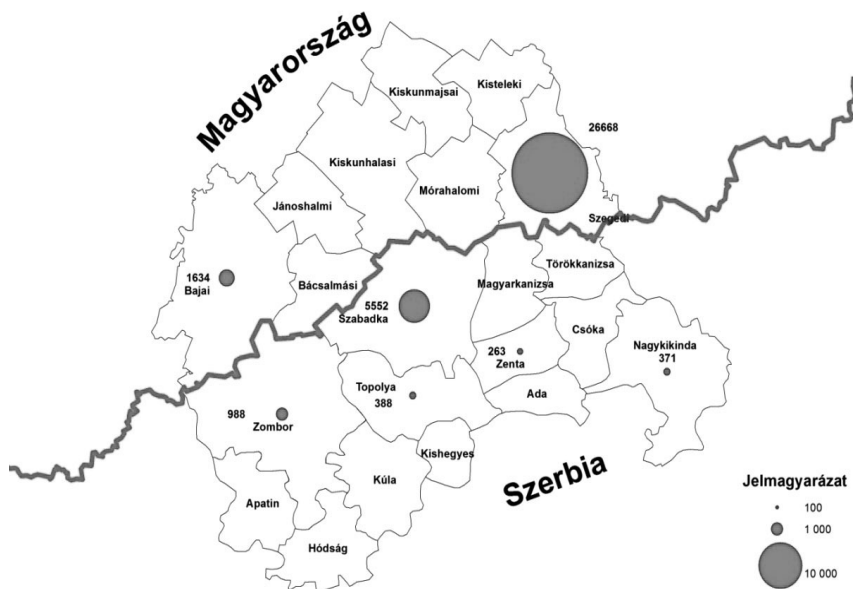 Magyarország
Kiskunmajsai
Kisteleki
26668
Kiskunhalasi
Mórahalomi
Jánoshalmi
Szegedi
1634
Bajai
Bácsalmási
5552
Szabadka
Magyarkanizsa
Törökkanizsa
Csóka
263
Zenta
Nagykikinda
371
Topolya
388
Ada
988
Zombor
Kishegyes
Kúla
Apatin
Hódság
Szerbia
Jelmagyarázat
100
1 000
10 000